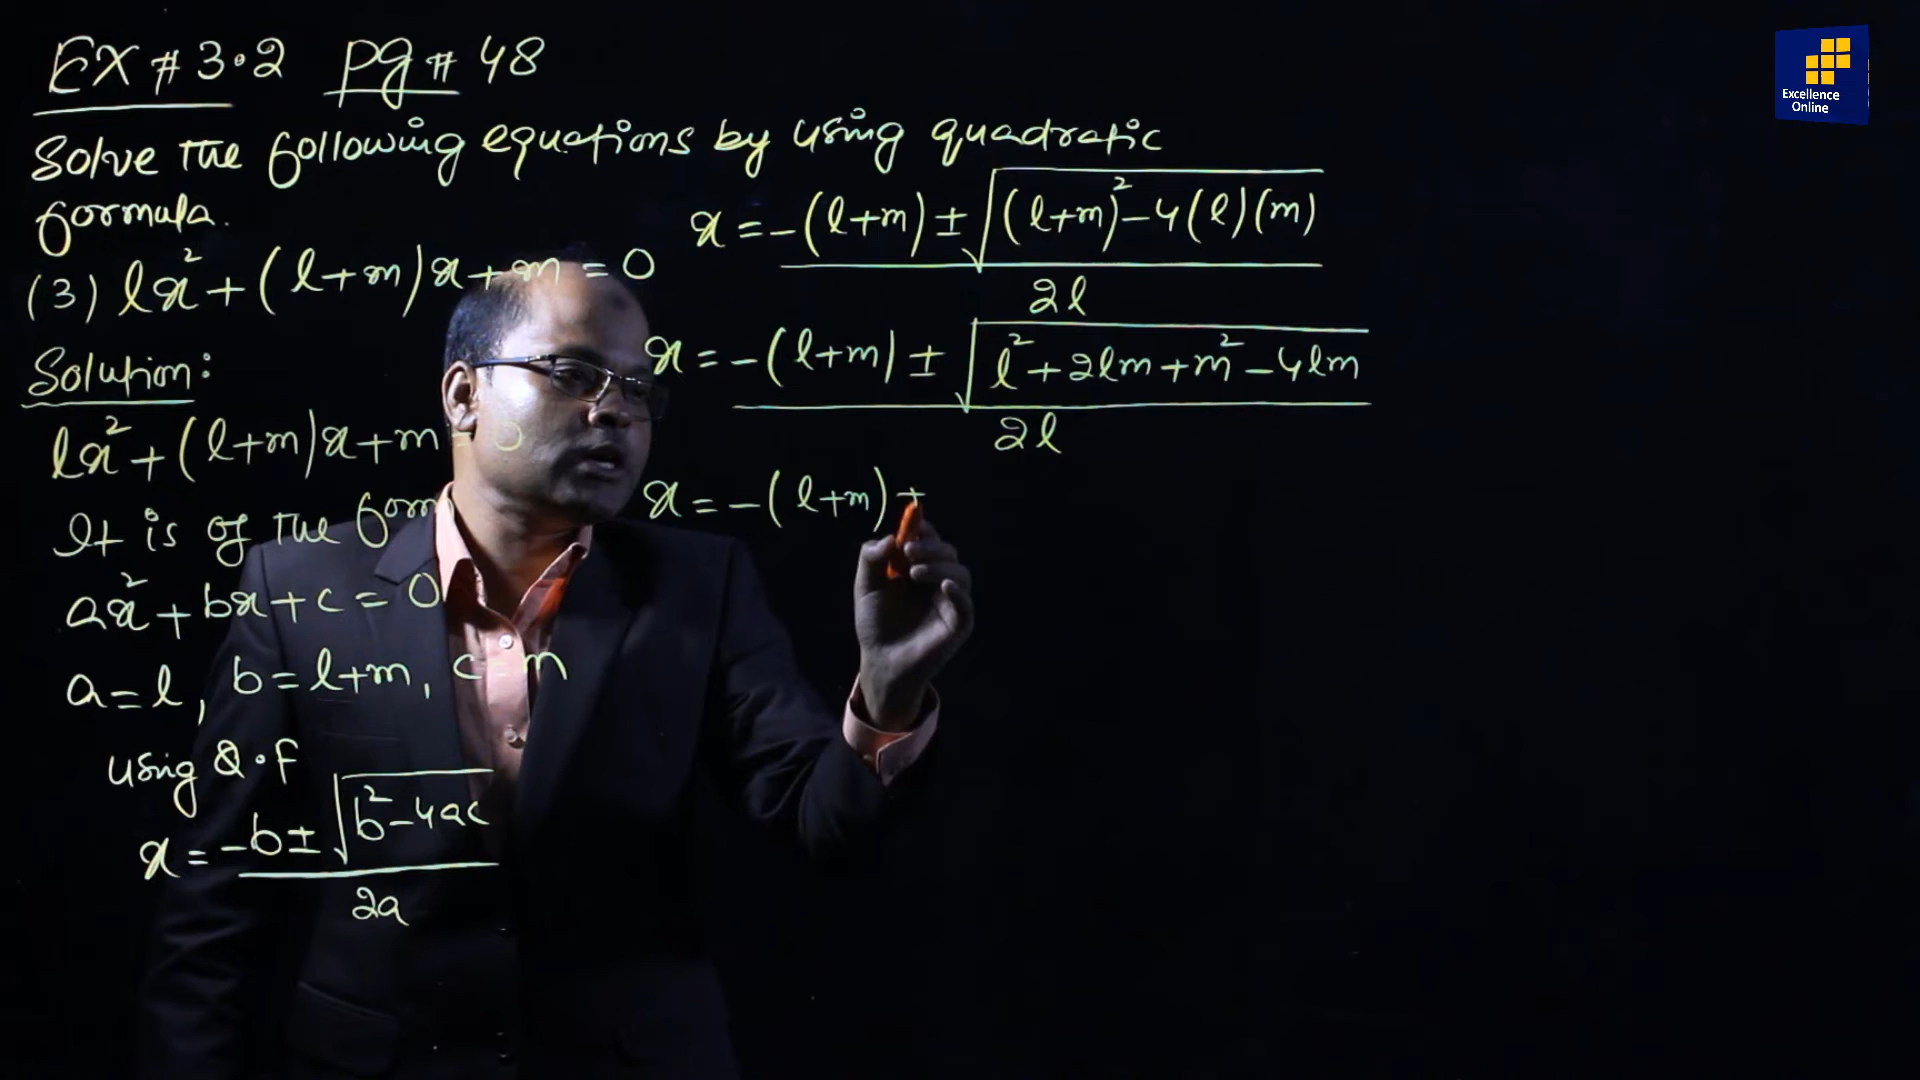 EX # 3.2 Pg # 48
Solve the following equations by using quadratic
formula.
(3) lx² + (l+m)x + m = 0
Solution:
lx² + (l+m)x + m = 0
It is of the form
ax² + bx + c = 0
a = l, b = l+m, c = m
using Q.F
x = -b ± √(b² - 4ac)
2a
x = -(l+m) ± √((l+m)² - 4(l)(m))
2l
x = -(l+m) ± √(l² + 2lm + m² - 4lm)
2l
x = -(l+m) +
Excellence
Online